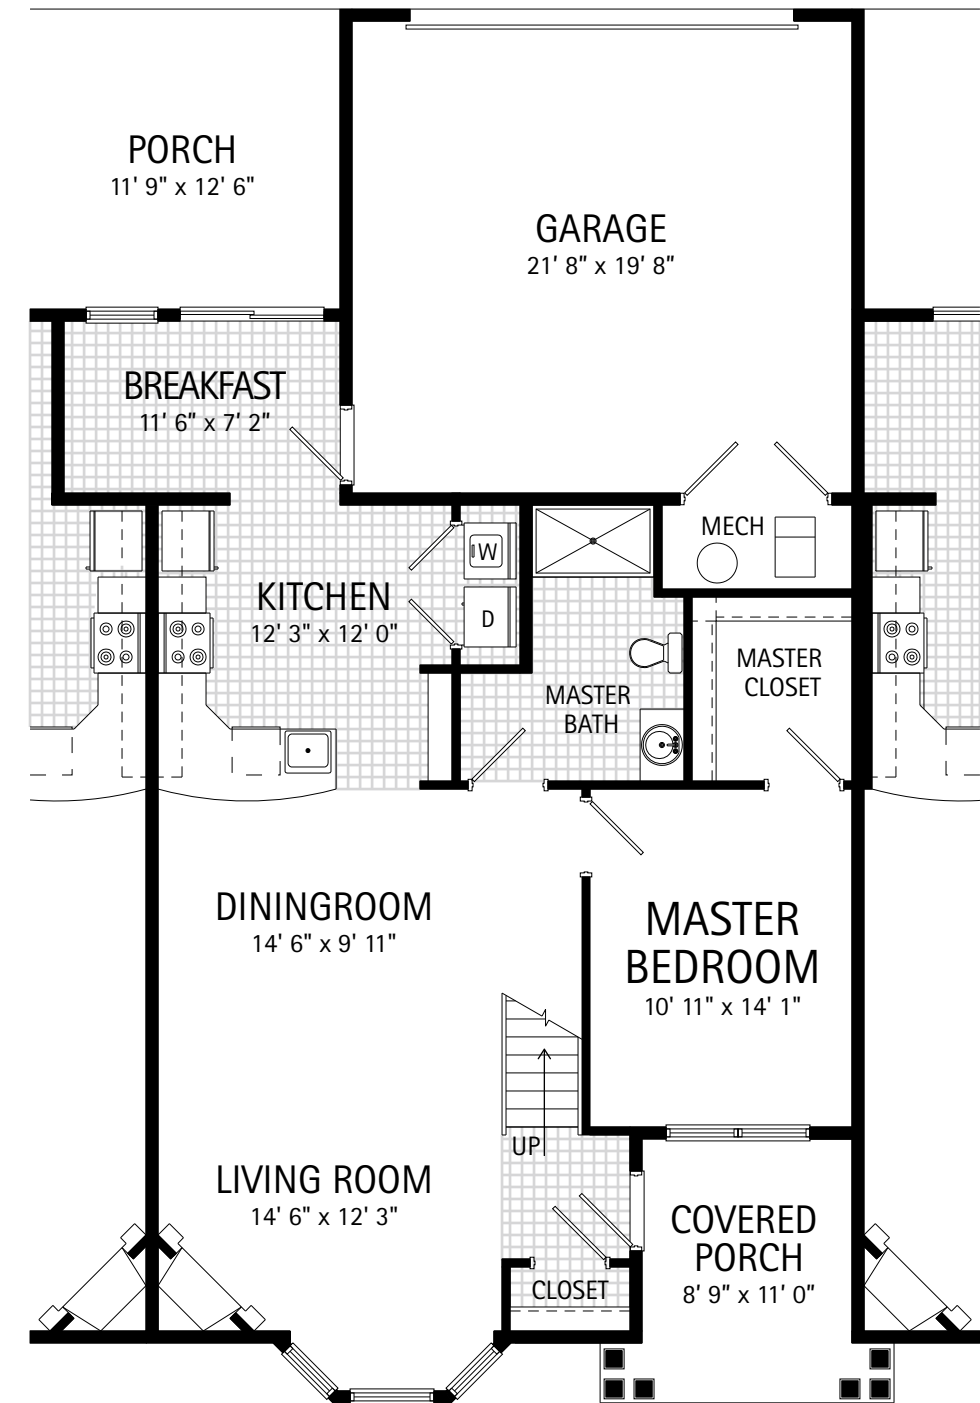 PORCH
11' 9" x 12' 6"
GARAGE
21' 8" x 19' 8"
BREAKFAST
11' 6" x 7' 2"
MECH
W
KITCHEN
12' 3" x 12' 0"
D
MASTER
CLOSET
MASTER
BATH
DININGROOM
14' 6" x 9' 11"
MASTER
BEDROOM
10' 11" x 14' 1"
UP
LIVING ROOM
14' 6" x 12' 3"
COVERED
PORCH
8' 9" x 11' 0"
CLOSET